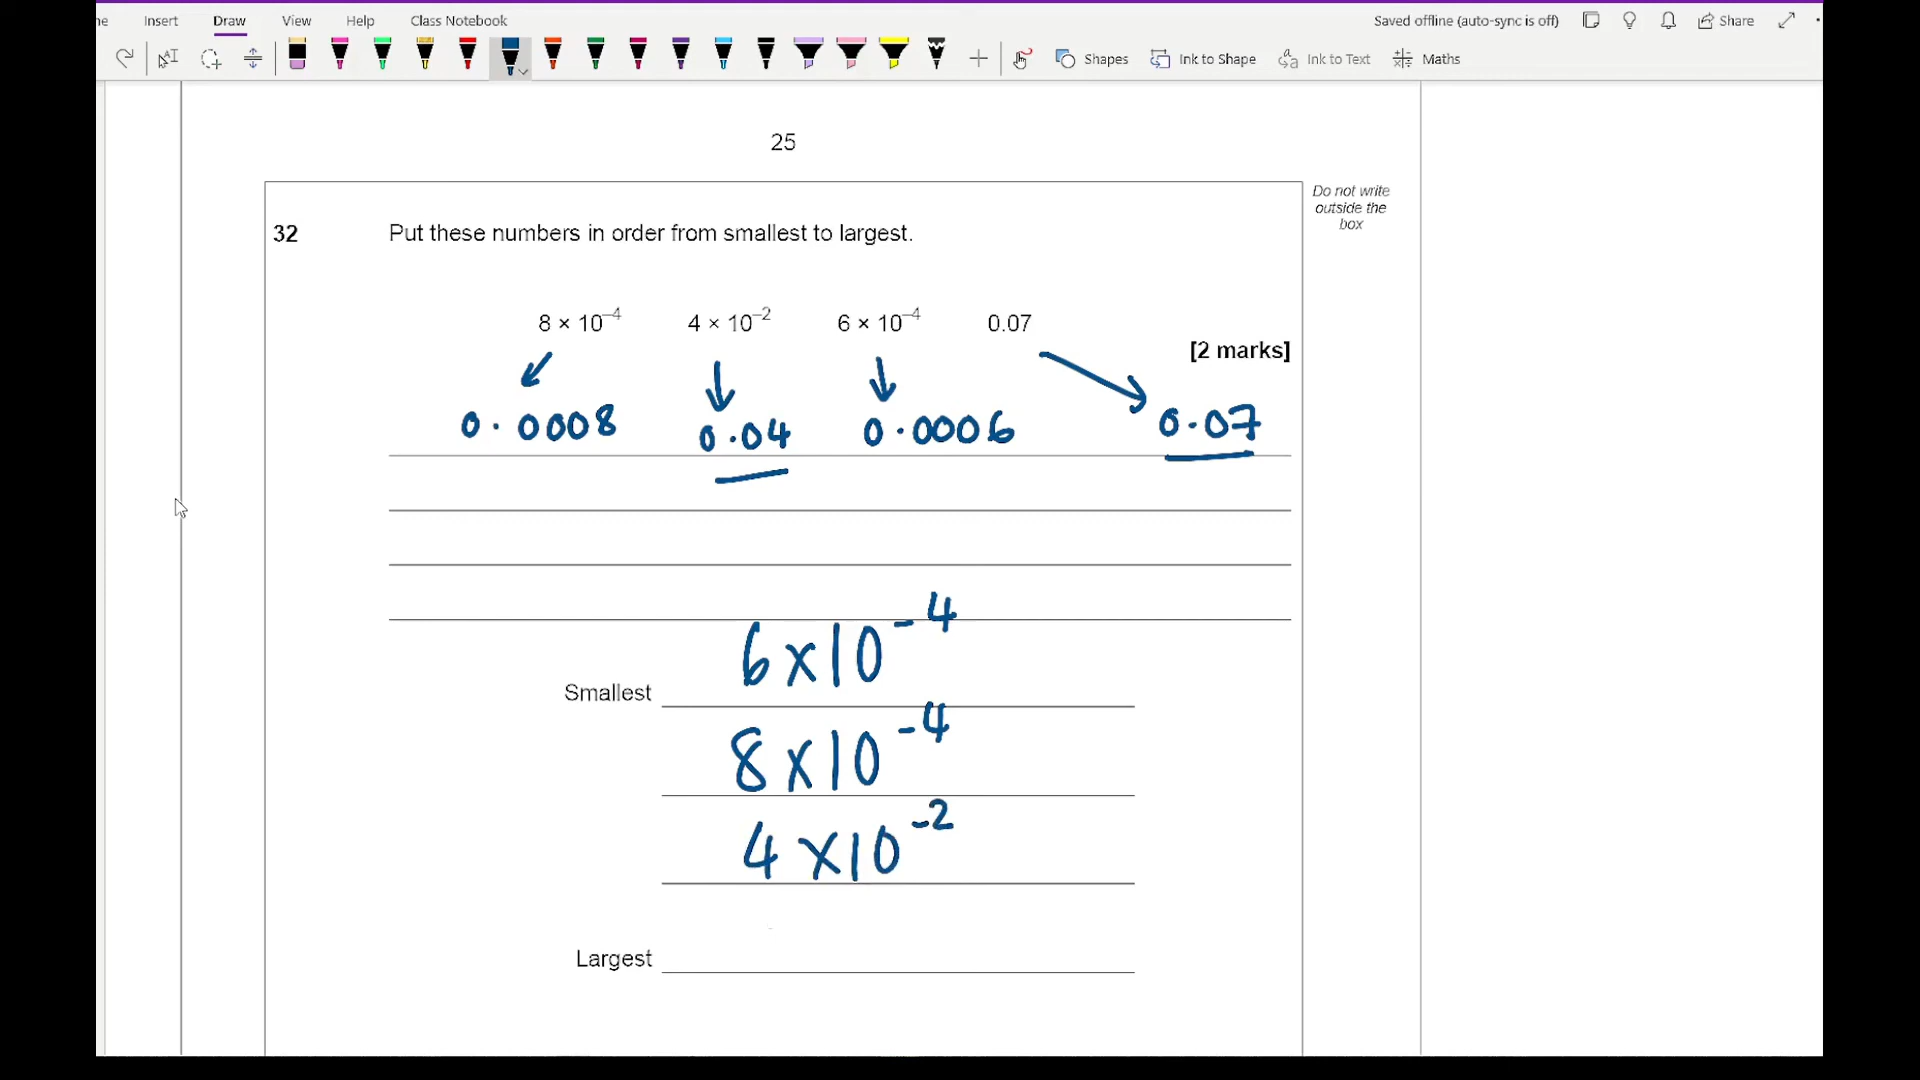 Insert Draw View Help Class Notebook Saved offline (auto-sync is off) Share
Shapes Ink to Shape Ink to Text Maths
25
Do not write
outside the
box
32 Put these numbers in order from smallest to largest.
8 × 10⁻⁴ 4 × 10⁻² 6 × 10⁻⁴ 0.07
[2 marks]
0.0008 0.04 0.0006 0.07
6×10⁻⁴
Smallest
8×10⁻⁴
4×10⁻²
Largest